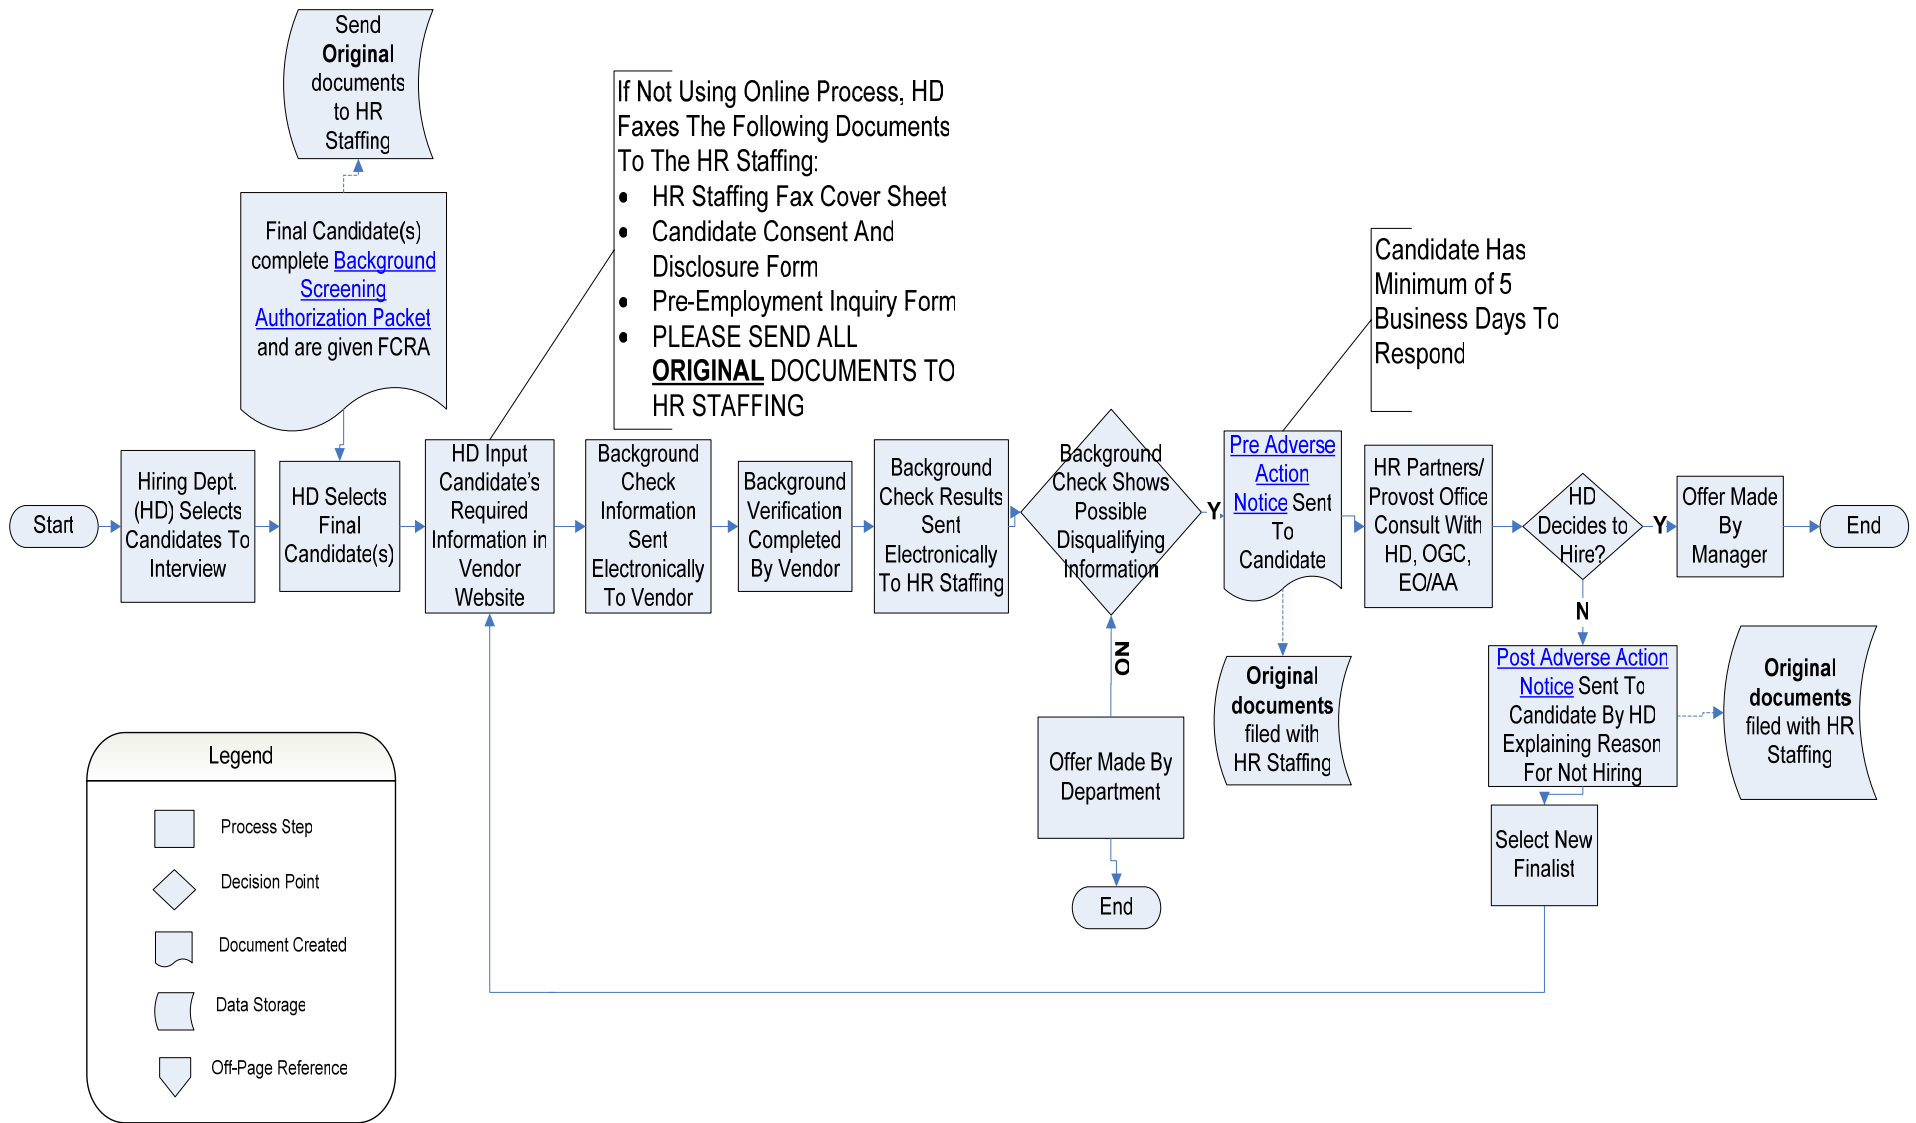 Send
Original
documents
to HR
Staffing
If Not Using Online Process, HD
Faxes The Following Documents
To The HR Staffing:
• HR Staffing Fax Cover Sheet
• Candidate Consent And
Disclosure Form
• Pre-Employment Inquiry Form
• PLEASE SEND ALL
ORIGINAL DOCUMENTS TO
HR STAFFING
Final Candidate(s)
complete Background
Screening
Authorization Packet
and are given FCRA
Candidate Has
Minimum of 5
Business Days To
Respond
Start
Hiring Dept.
(HD) Selects
Candidates To
Interview
HD Selects
Final
Candidate(s)
HD Input
Candidate's
Required
Information in
Vendor
Website
Background
Check
Information
Sent
Electronically
To Vendor
Background
Verification
Completed
By Vendor
Background
Check Results
Sent
Electronically
To HR Staffing
Background
Check Shows
Possible
Disqualifying
Information
Y
Pre Adverse
Action
Notice Sent
To
Candidate
HR Partners/
Provost Office
Consult With
HD, OGC,
EO/AA
HD
Decides to
Hire?
Y
Offer Made
By
Manager
End
N
NO
Original
documents
filed with
HR Staffing
Post Adverse Action
Notice Sent To
Candidate By HD
Explaining Reason
For Not Hiring
Original
documents
filed with HR
Staffing
Offer Made By
Department
End
Select New
Finalist
Legend
Process Step
Decision Point
Document Created
Data Storage
Off-Page Reference